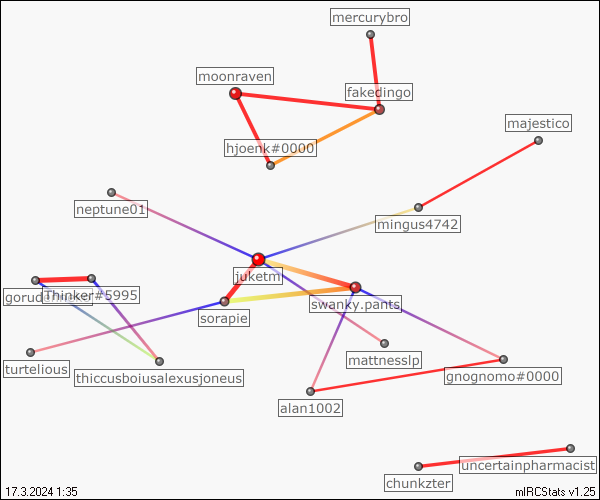 mercurybro
moonraven
fakedingo
majestico
hjoenk#0000
neptune01
mingus4742
juketm
Thinker#5995
swanky.pants
sorapie
mattnesslp
turtelious
thiccusboiusalexusjoneus
gnognomo#0000
alan1002
uncertainpharmacist
chunkzter
17.3.2024 1:35
mIRCStats v1.25